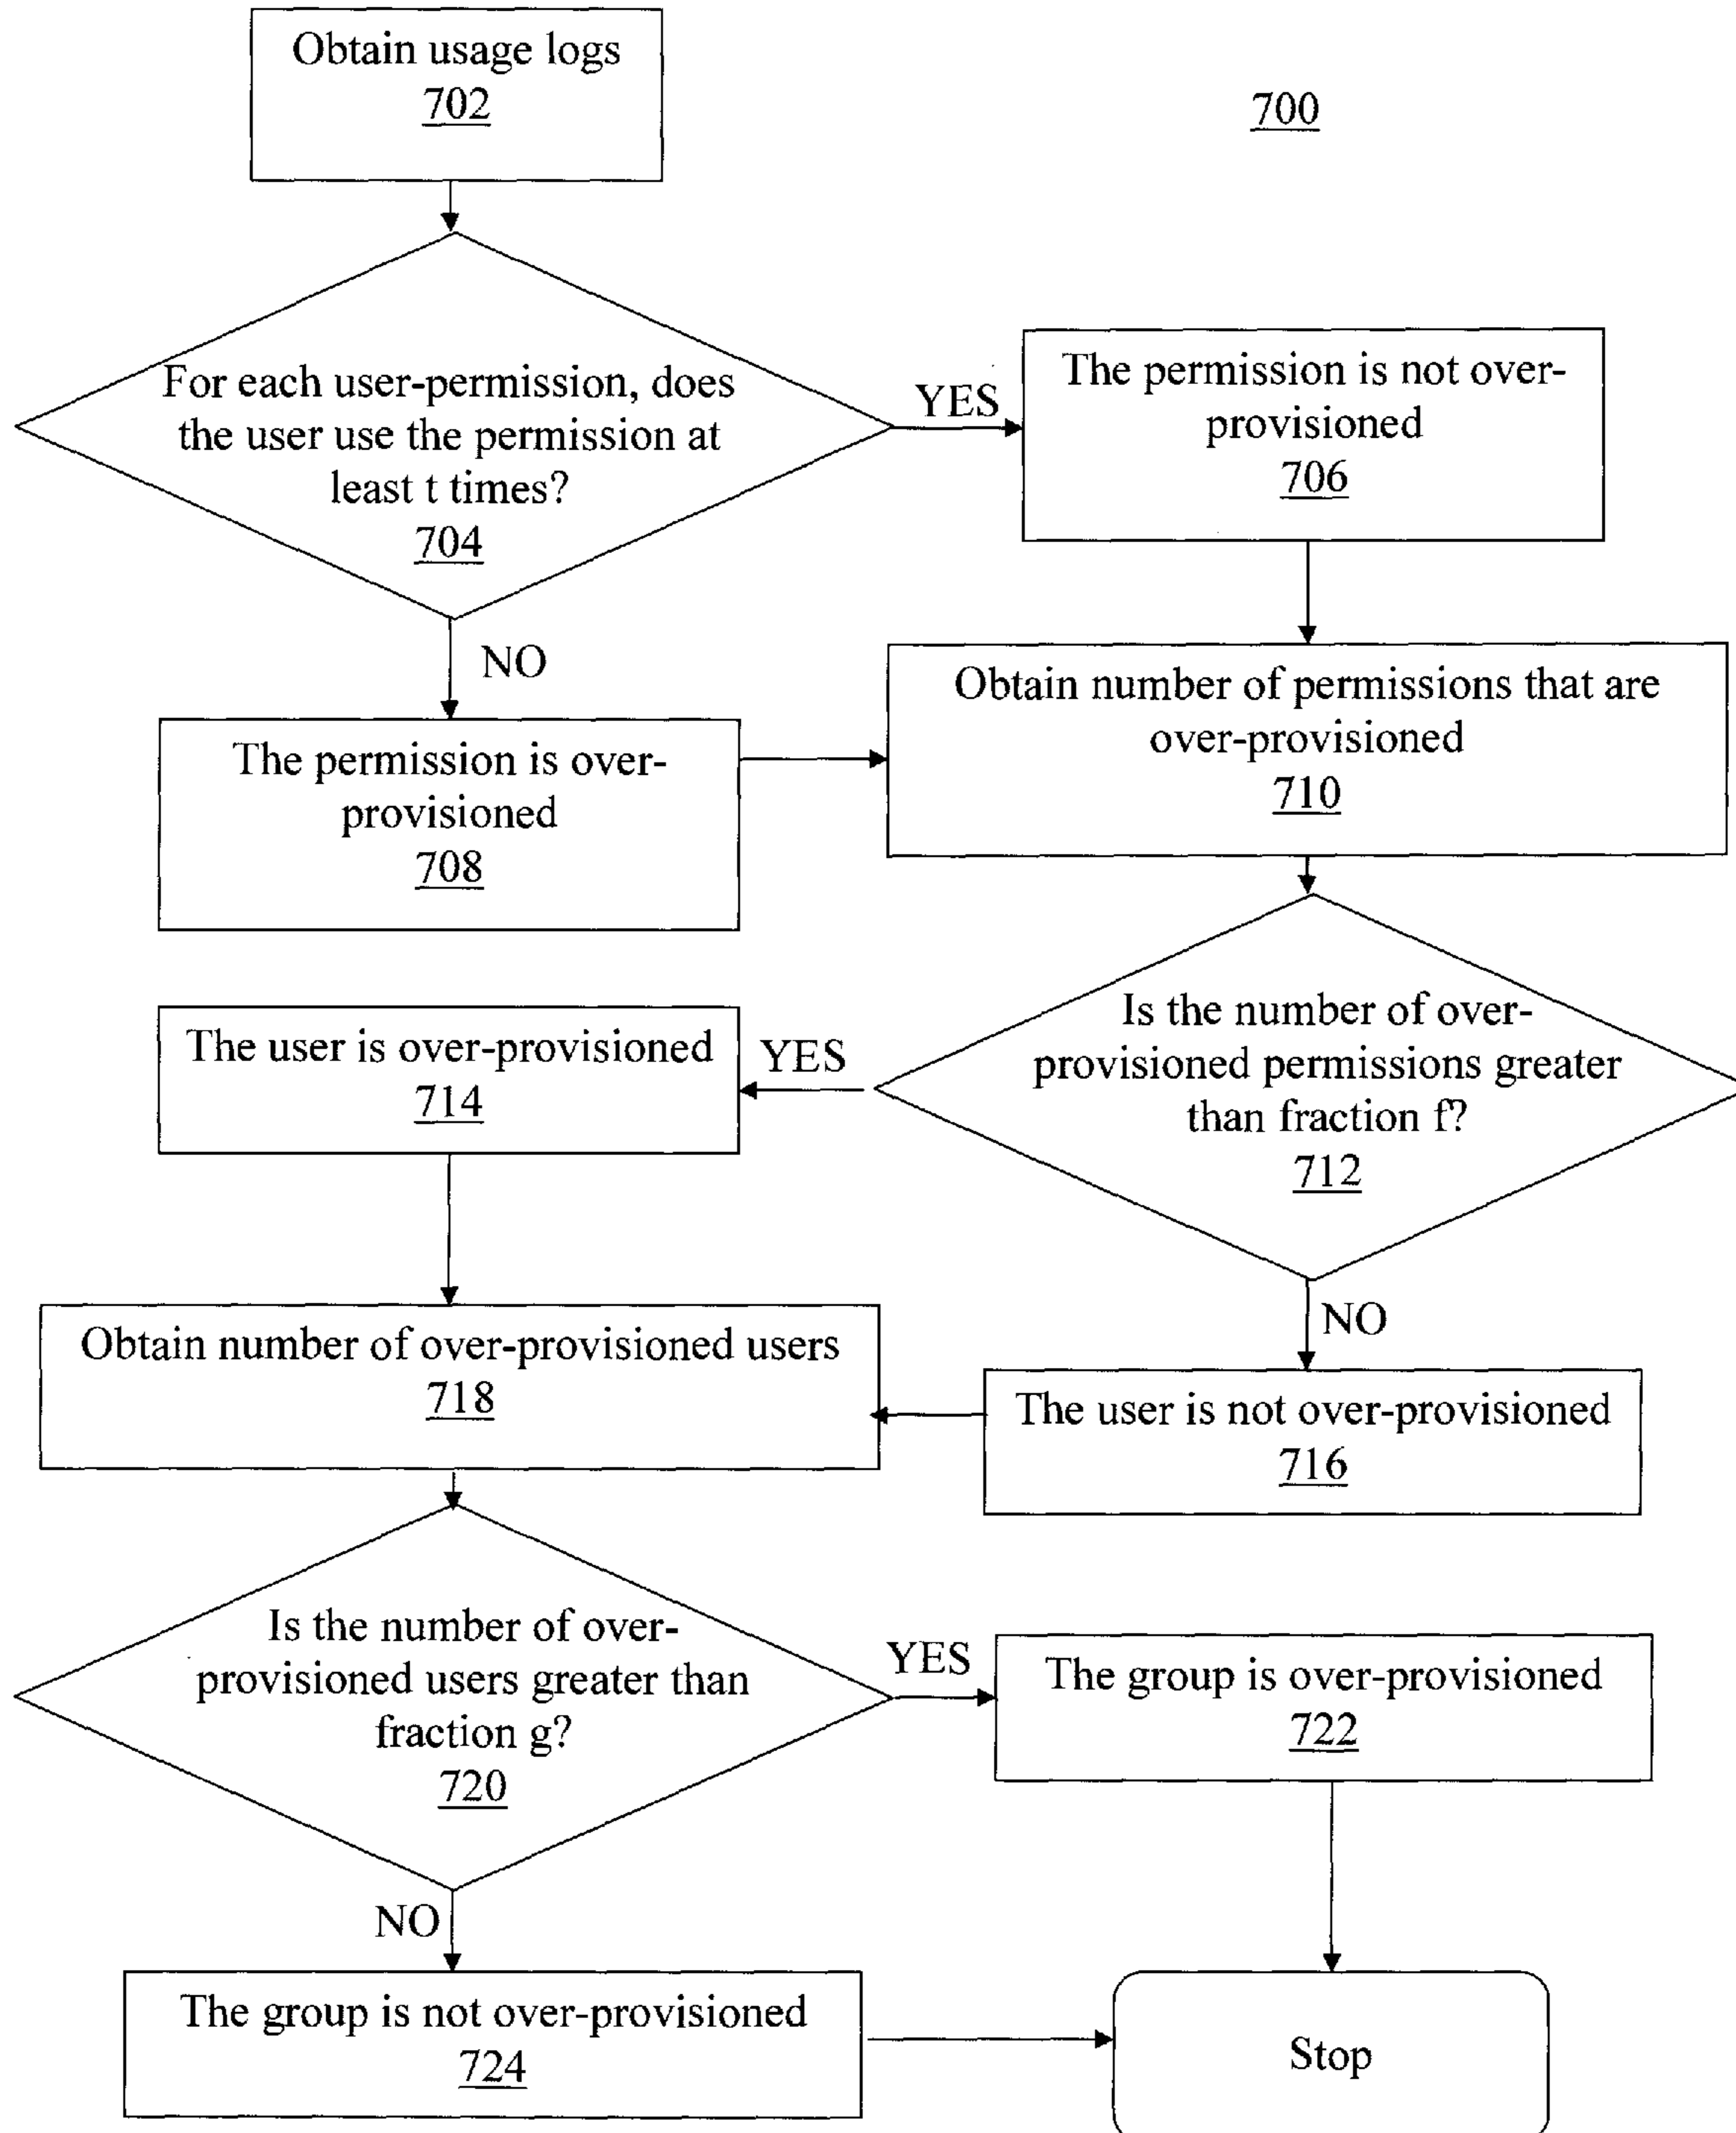 Obtain usage logs
702
700
For each user-permission, does
the user use the permission at
least t times?
704
YES
The permission is not over-
provisioned
706
NO
The permission is over-
provisioned
708
Obtain number of permissions that are
over-provisioned
710
Is the number of over-
provisioned permissions greater
than fraction f?
712
YES
The user is over-provisioned
714
NO
The user is not over-provisioned
716
Obtain number of over-provisioned users
718
Is the number of over-
provisioned users greater than
fraction g?
720
YES
The group is over-provisioned
722
NO
The group is not over-provisioned
724
Stop